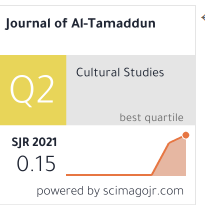 Journal of Al-Tamaddun
Q2
Cultural Studies
best quartile
SJR 2021
0.15
powered by scimagojr.com